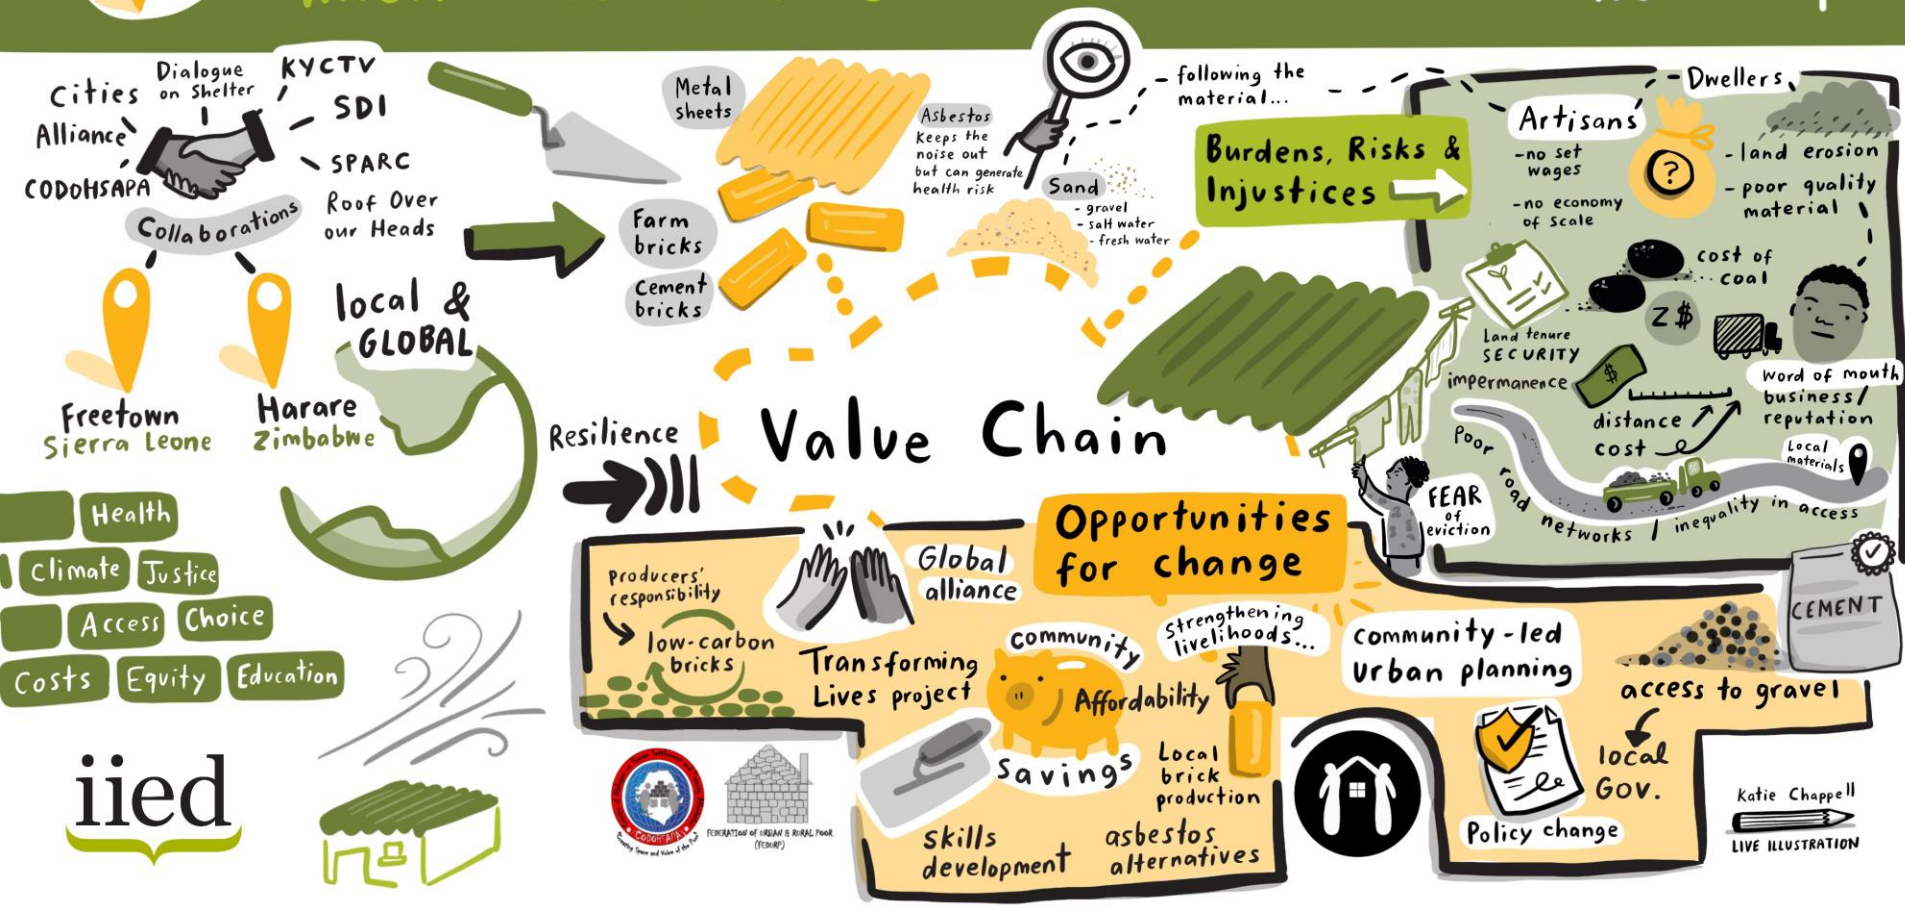 Cities
Alliance
CODOHSAPA
Dialogue
on Shelter
KYCTV
SDI
SPARC
Roof Over
our Heads
Collaborations
Freetown
Sierra Leone
Harare
Zimbabwe
local &
GLOBAL
Health
Climate
Justice
Access
Choice
Costs
Equity
Education
iied
Metal
sheets
Farm
bricks
Cement
bricks
Asbestos
Keeps the
noise out
but can generate
health risk
Sand
- gravel
- salt water
- fresh water
- following the
material...
Resilience
Value Chain
Burdens, Risks &
Injustices
Artisans
-no set
wages
-no economy
of scale
?
Dwellers
- land erosion
- poor quality
material
cost of
coal
Z$
Land tenure
SECURITY
impermanence
$
distance
cost
word of mouth
business/
reputation
Local
materials
Poor road networks / inequality in access
FEAR
of
eviction
Opportunities
for change
Producers'
responsibility
low-carbon
bricks
Global
alliance
Transforming
Lives project
community
Affordability
Savings
Strengthening
livelihoods...
Local
brick
production
skills
development
asbestos
alternatives
community-led
urban planning
CEMENT
access to gravel
local
Gov.
Policy change
CODOHSAPA
FEDERATION OF URBAN & RURAL POOR
(FEDURP)
Katie Chappell
LIVE ILLUSTRATION